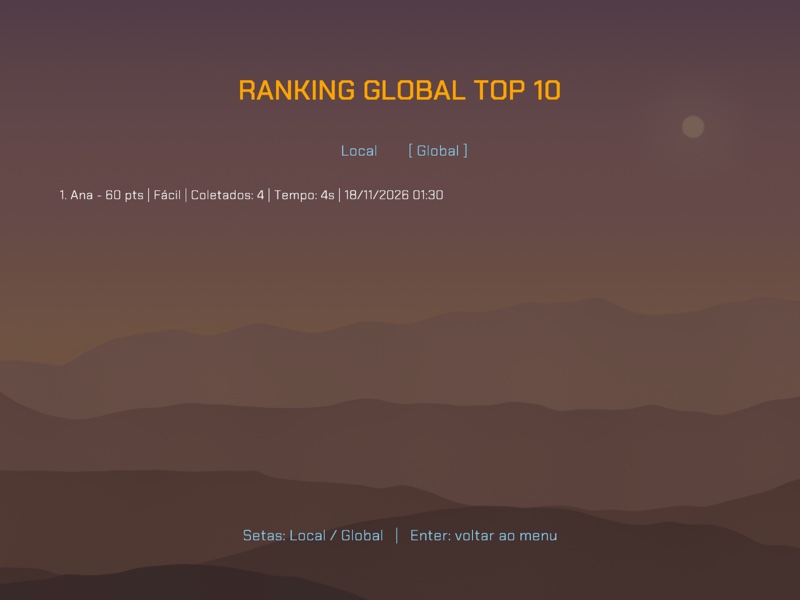 RANKING GLOBAL TOP 10
Local [ Global ]
1. Ana - 60 pts | Fácil | Coletados: 4 | Tempo: 4s | 18/11/2026 01:30
Setas: Local / Global | Enter: voltar ao menu